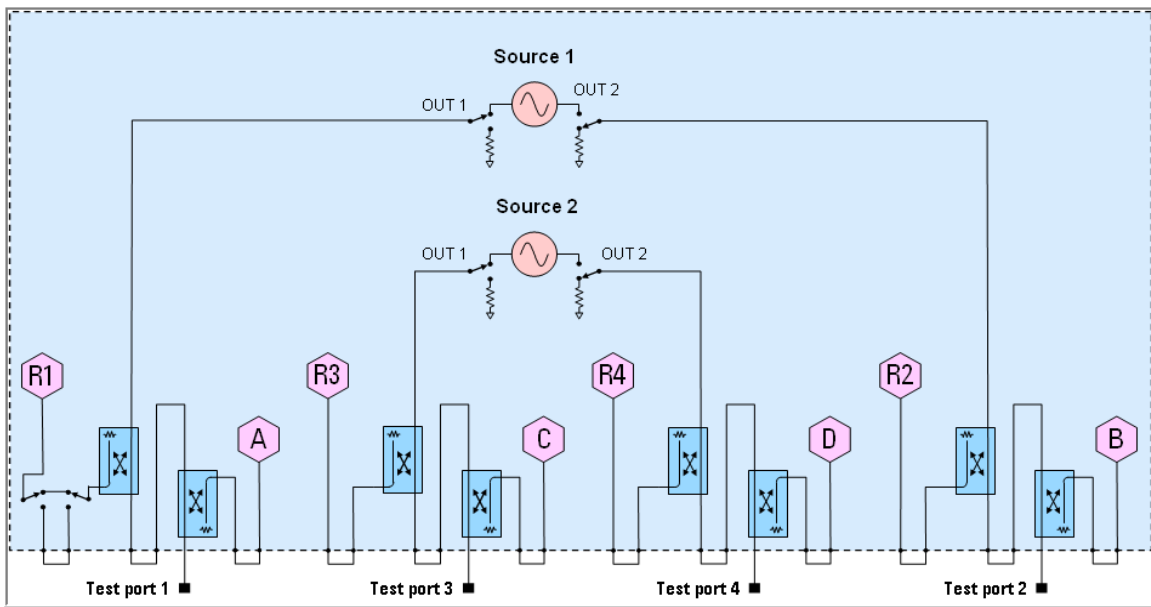 Source 1
OUT 1
OUT 2
Source 2
OUT 1
OUT 2
R1
R3
R4
R2
A
C
D
B
Test port 1
Test port 3
Test port 4
Test port 2